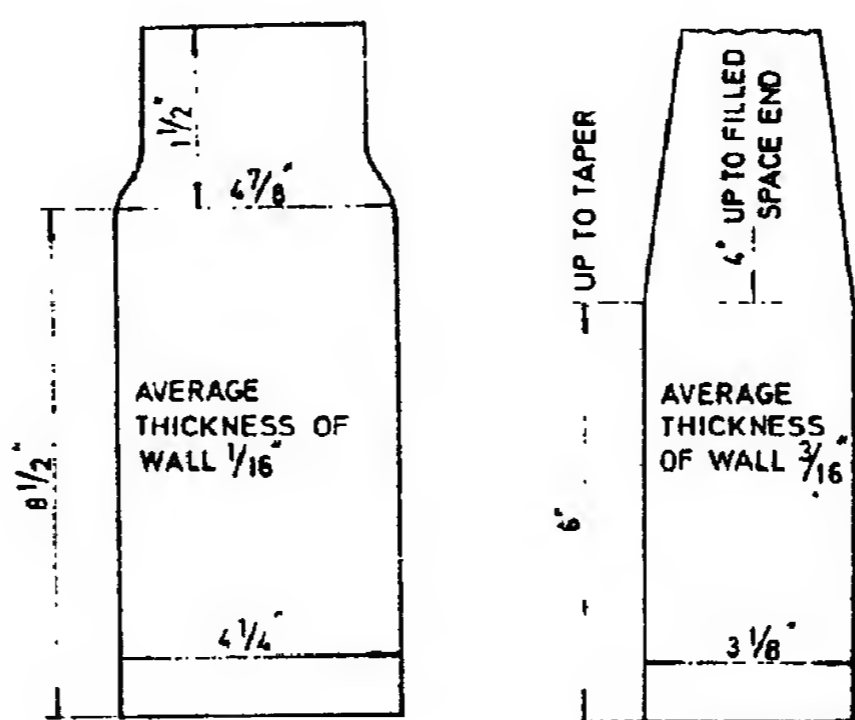 1 1/2"
4 7/8"
8 1/2"
AVERAGE
THICKNESS OF
WALL 1/16"
4 1/4"
UP TO TAPER
4" UP TO FILLED
SPACE END
6"
AVERAGE
THICKNESS
OF WALL 3/16"
3 1/8"